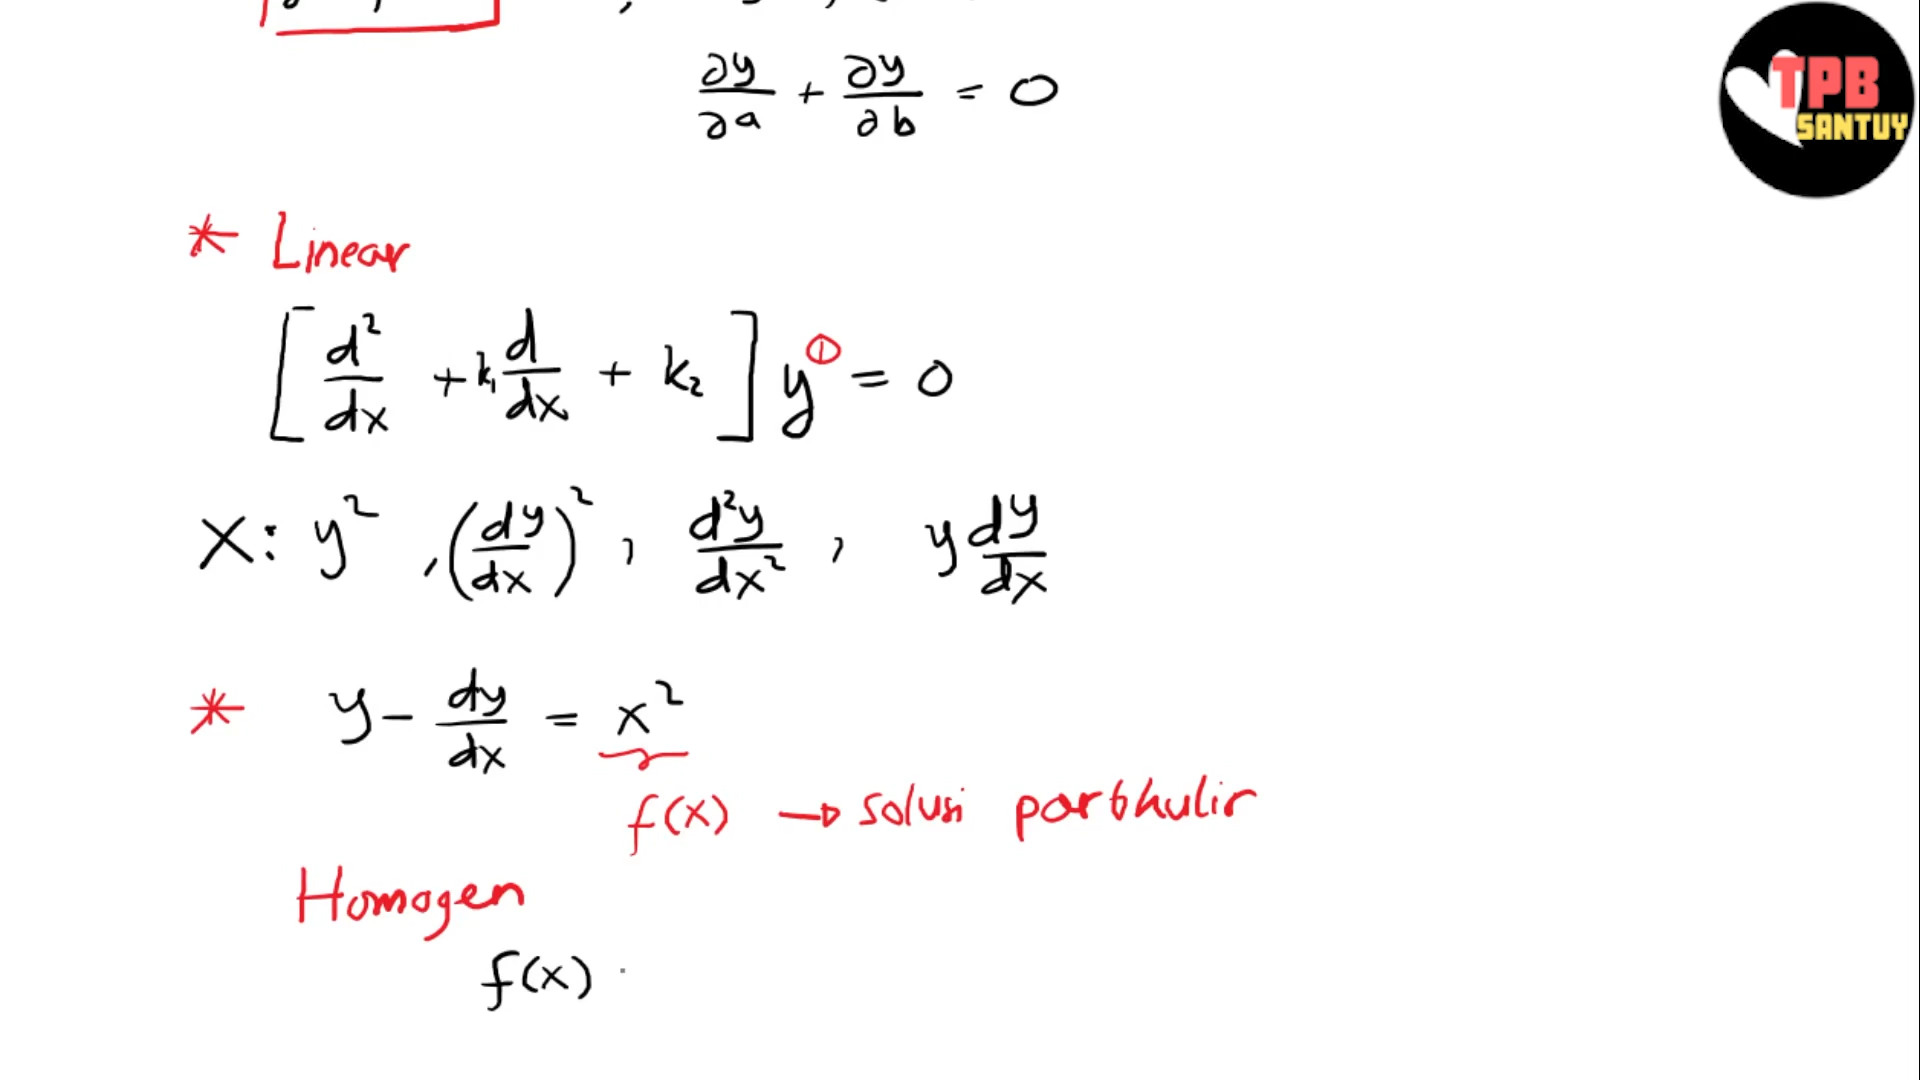 TPB
SANTUY
∂y/∂a + ∂y/∂b = 0
* Linear
[d²/dx + k₁ d/dx + k₂] y^① = 0
X: y², (dy/dx)², d²y/dx², y dy/dx
* y - dy/dx = x²
f(x) → solusi partikulir
Homogen
f(x)